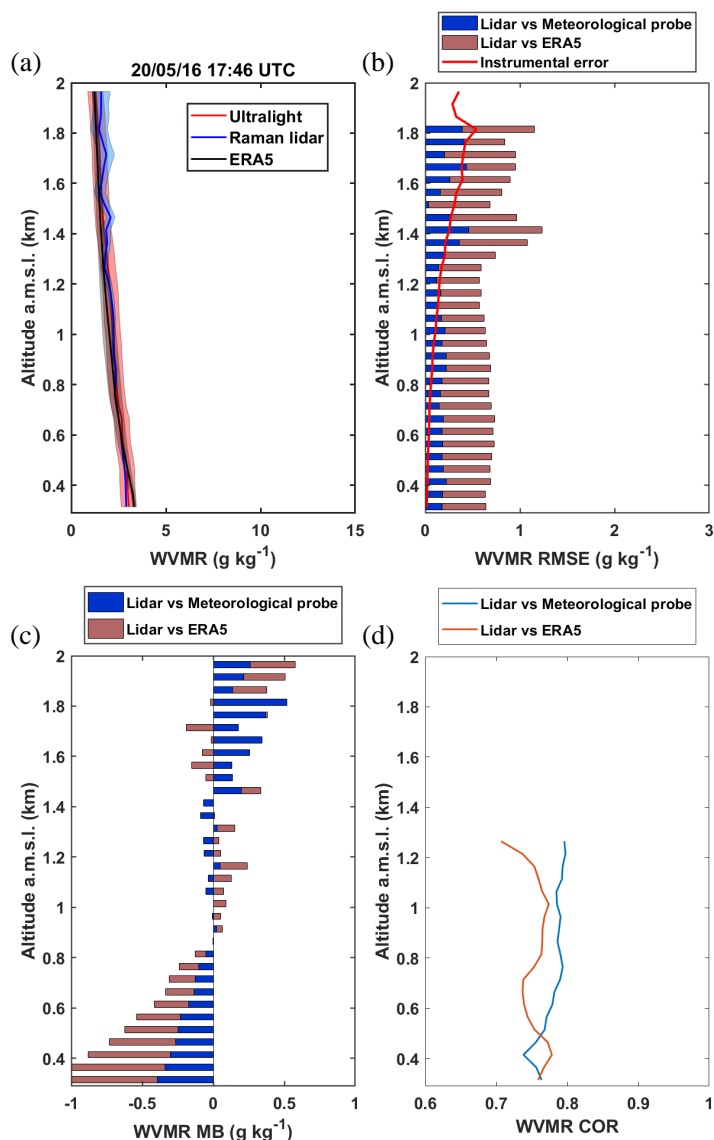 (a)
20/05/16 17:46 UTC
Ultralight
Raman lidar
ERA5
Altitude a.m.s.l. (km)
2
1.8
1.6
1.4
1.2
1
0.8
0.6
0.4
0 5 10 15
WVMR (g kg⁻¹)
(b)
Lidar vs Meteorological probe
Lidar vs ERA5
Instrumental error
Altitude a.m.s.l. (km)
2
1.8
1.6
1.4
1.2
1
0.8
0.6
0.4
0 1 2 3
WVMR RMSE (g kg⁻¹)
(c)
Lidar vs Meteorological probe
Lidar vs ERA5
Altitude a.m.s.l. (km)
2
1.8
1.6
1.4
1.2
1
0.8
0.6
0.4
-1 -0.5 0 0.5 1
WVMR MB (g kg⁻¹)
(d)
Lidar vs Meteorological probe
Lidar vs ERA5
Altitude a.m.s.l. (km)
2
1.8
1.6
1.4
1.2
1
0.8
0.6
0.4
0.6 0.7 0.8 0.9 1
WVMR COR